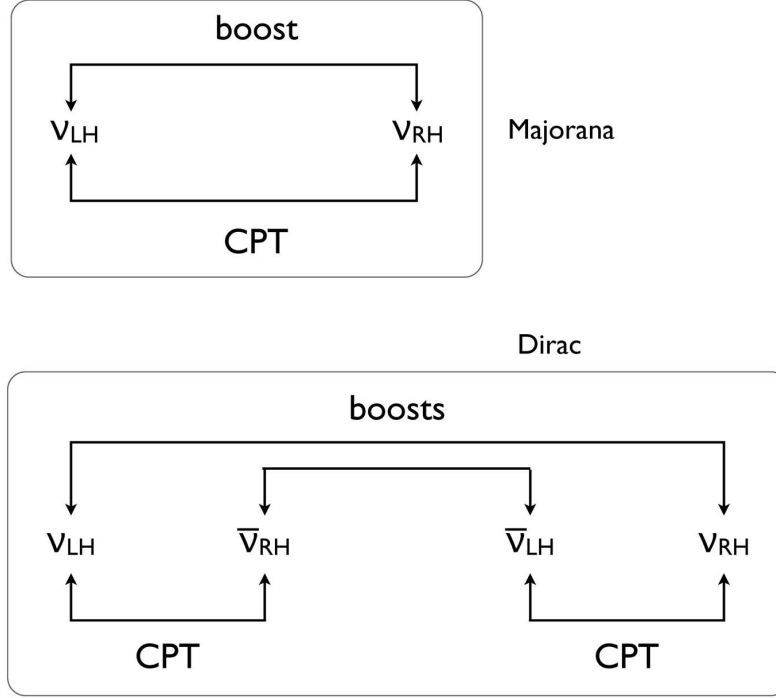 boost
νLH νRH Majorana
CPT
Dirac
boosts
νLH ν̅RH ν̅LH νRH
CPT CPT